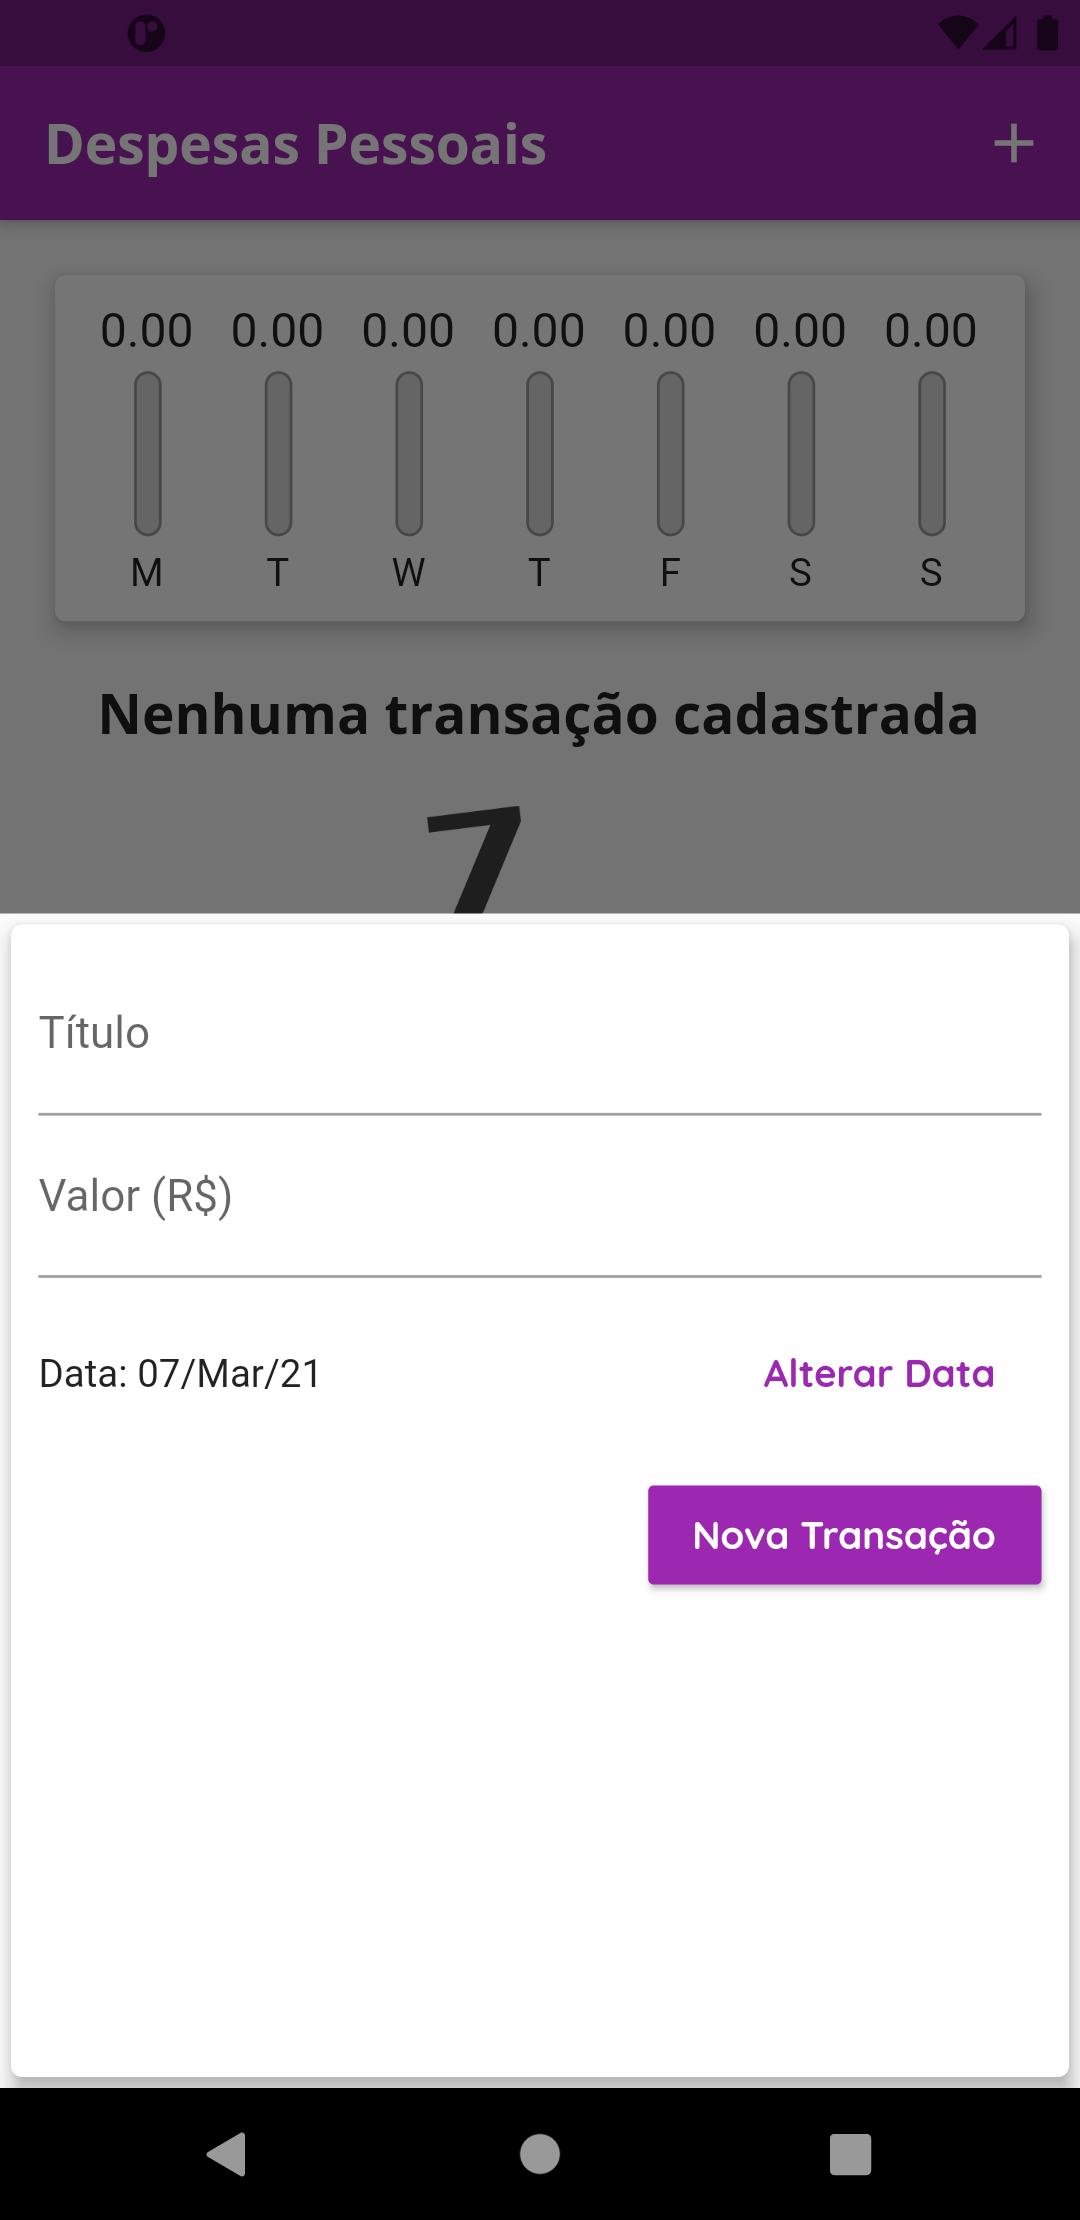 Despesas Pessoais
0.00 0.00 0.00 0.00 0.00 0.00 0.00
M T W T F S S
Nenhuma transação cadastrada
Título
Valor (R$)
Data: 07/Mar/21 Alterar Data
Nova Transação